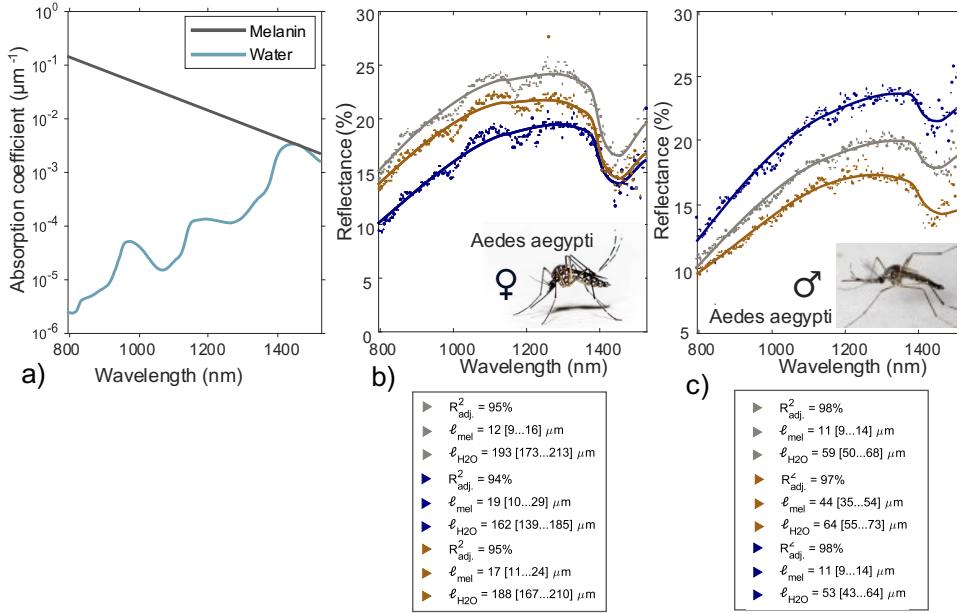 10⁰
10⁻¹
10⁻²
10⁻³
10⁻⁴
10⁻⁵
10⁻⁶
Absorption coefficient (μm⁻¹)
Melanin
Water
800 1000 1200 1400
Wavelength (nm)
a)
30
25
20
15
10
5
0
Reflectance (%)
Aedes aegypti
♀
800 1000 1200 1400
Wavelength (nm)
b)
30
25
20
15
10
5
Reflectance (%)
♂
Aedes aegypti
800 1000 1200 1400
Wavelength (nm)
c)
R²adj. = 95%
ℓmel = 12 [9...16] μm
ℓH2O = 193 [173...213] μm
R²adj. = 94%
ℓmel = 19 [10...29] μm
ℓH2O = 162 [139...185] μm
R²adj. = 95%
ℓmel = 17 [11...24] μm
ℓH2O = 188 [167...210] μm
R²adj. = 98%
ℓmel = 11 [9...14] μm
ℓH2O = 59 [50...68] μm
R²adj. = 97%
ℓmel = 44 [35...54] μm
ℓH2O = 64 [55...73] μm
R²adj. = 98%
ℓmel = 11 [9...14] μm
ℓH2O = 53 [43...64] μm